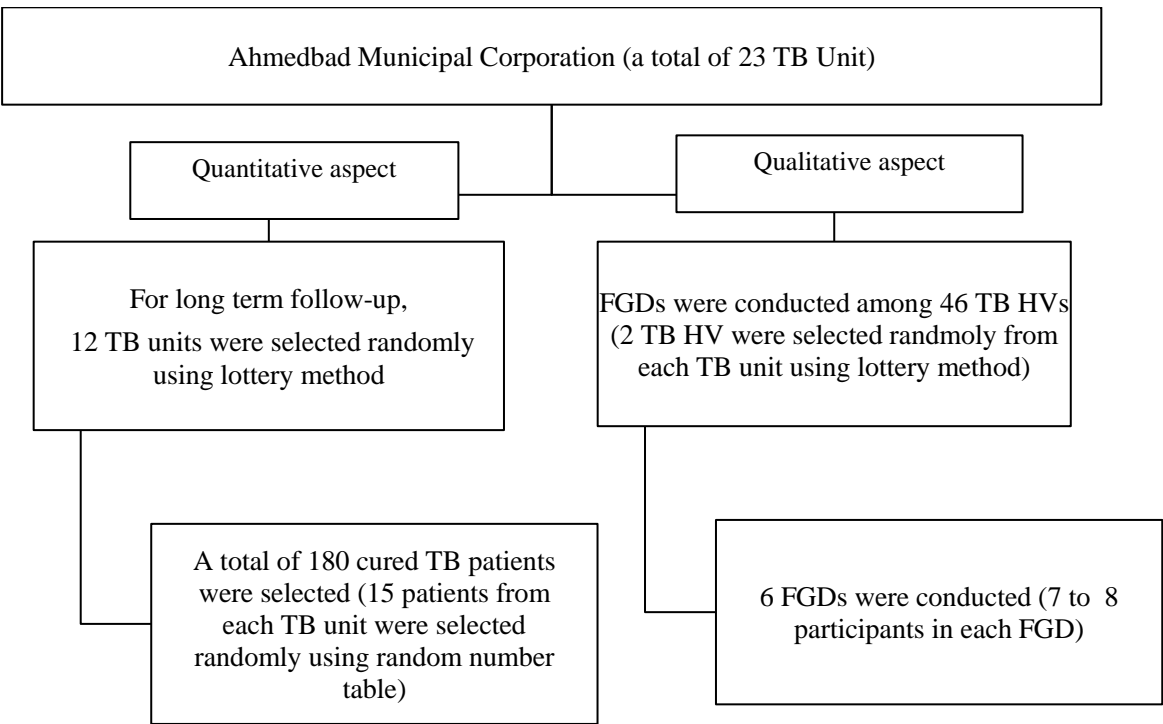 Ahmedbad Municipal Corporation (a total of 23 TB Unit)
Quantitative aspect
Qualitative aspect
For long term follow-up,
12 TB units were selected randomly
using lottery method
FGDs were conducted among 46 TB HVs
(2 TB HV were selected randmoly from
each TB unit using lottery method)
A total of 180 cured TB patients
were selected (15 patients from
each TB unit were selected
randomly using random number
table)
6 FGDs were conducted (7 to 8
participants in each FGD)